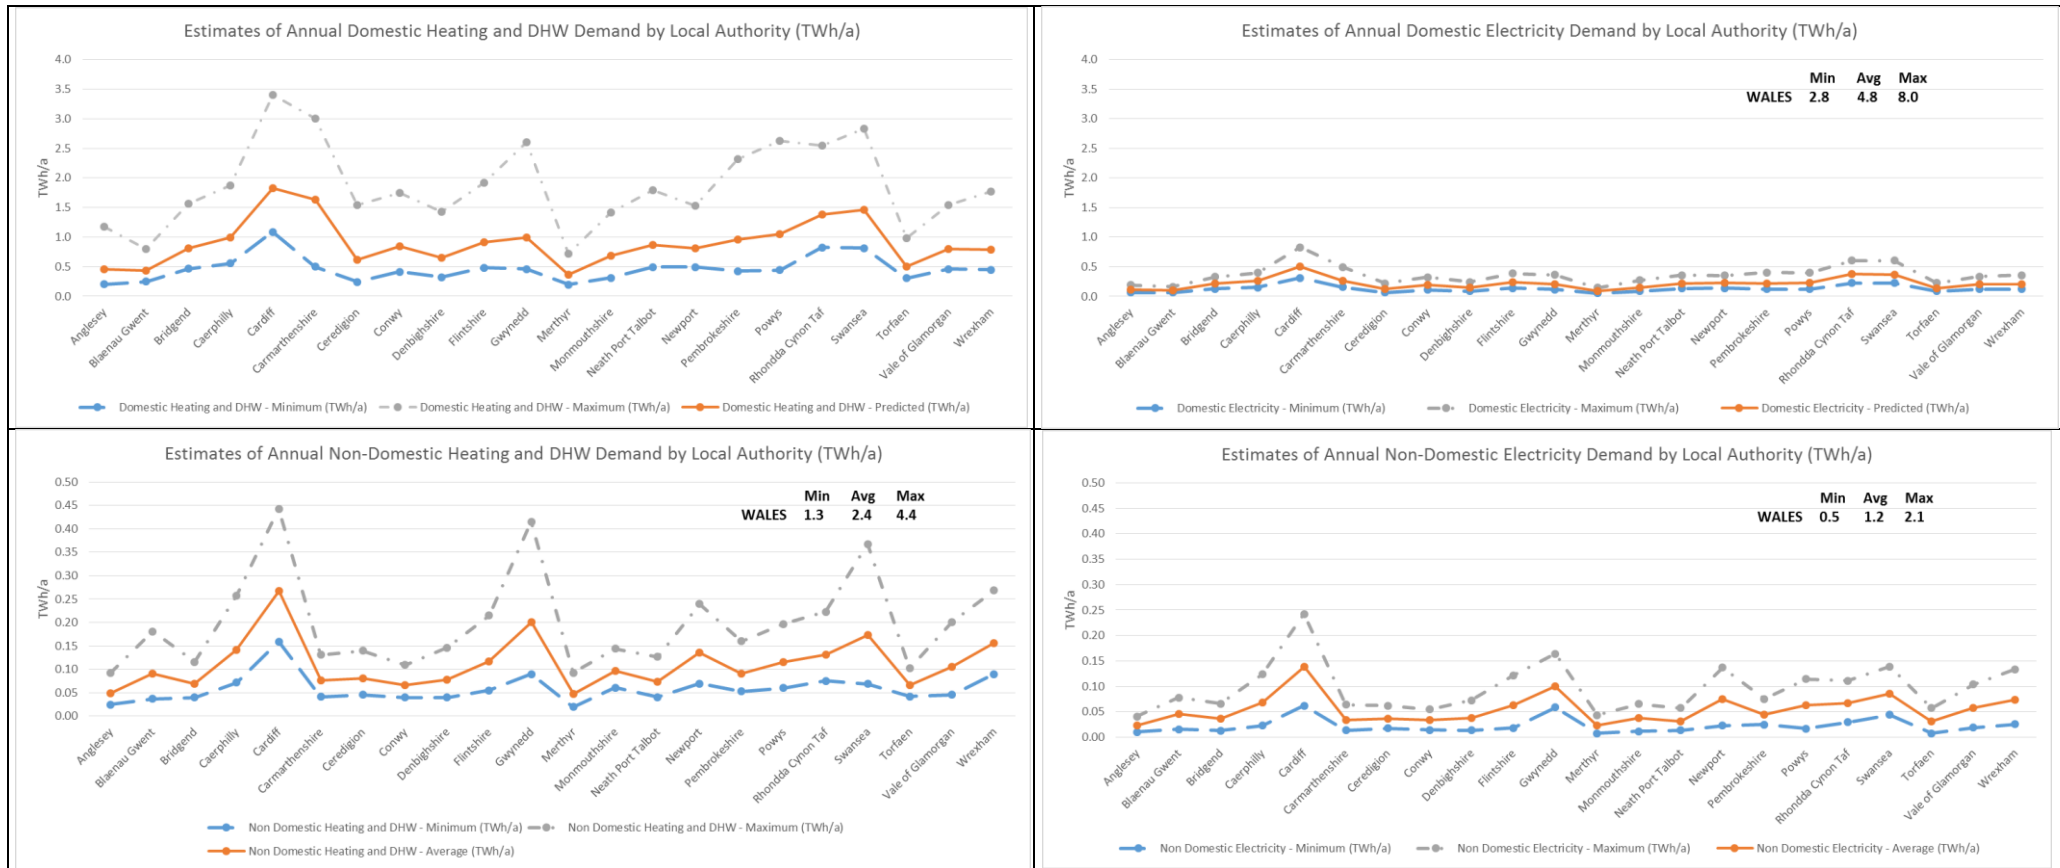 Estimates of Annual Domestic Heating and DHW Demand by Local Authority (TWh/a)
4.0
3.5
3.0
2.5
2.0
1.5
1.0
0.5
0.0
TWh/a
Anglesey
Blaenau Gwent
Bridgend
Caerphilly
Cardiff
Carmarthenshire
Ceredigion
Conwy
Denbighshire
Flintshire
Gwynedd
Merthyr
Monmouthshire
Neath Port Talbot
Newport
Pembrokeshire
Powys
Rhondda Cynon Taf
Swansea
Torfaen
Vale of Glamorgan
Wrexham
Domestic Heating and DHW - Minimum (TWh/a) Domestic Heating and DHW - Maximum (TWh/a) Domestic Heating and DHW - Predicted (TWh/a)
Estimates of Annual Domestic Electricity Demand by Local Authority (TWh/a)
Min Avg Max
WALES 2.8 4.8 8.0
4.0
3.5
3.0
2.5
2.0
1.5
1.0
0.5
0.0
TWh/a
Anglesey
Blaenau Gwent
Bridgend
Caerphilly
Cardiff
Carmarthenshire
Ceredigion
Conwy
Denbighshire
Flintshire
Gwynedd
Merthyr
Monmouthshire
Neath Port Talbot
Newport
Pembrokeshire
Powys
Rhondda Cynon Taf
Swansea
Torfaen
Vale of Glamorgan
Wrexham
Domestic Electricity - Minimum (TWh/a) Domestic Electricity - Maximum (TWh/a) Domestic Electricity - Predicted (TWh/a)
Estimates of Annual Non-Domestic Heating and DHW Demand by Local Authority (TWh/a)
Min Avg Max
WALES 1.3 2.4 4.4
0.50
0.45
0.40
0.35
0.30
0.25
0.20
0.15
0.10
0.05
0.00
TWh/a
Anglesey
Blaenau Gwent
Bridgend
Caerphilly
Cardiff
Carmarthenshire
Ceredigion
Conwy
Denbighshire
Flintshire
Gwynedd
Merthyr
Monmouthshire
Neath Port Talbot
Newport
Pembrokeshire
Powys
Rhondda Cynon Taf
Swansea
Torfaen
Vale of Glamorgan
Wrexham
Non Domestic Heating and DHW - Minimum (TWh/a) Non Domestic Heating and DHW - Maximum (TWh/a)
Non Domestic Heating and DHW - Average (TWh/a)
Estimates of Annual Non-Domestic Electricity Demand by Local Authority (TWh/a)
Min Avg Max
WALES 0.5 1.2 2.1
0.50
0.45
0.40
0.35
0.30
0.25
0.20
0.15
0.10
0.05
0.00
TWh/a
Anglesey
Blaenau Gwent
Bridgend
Caerphilly
Cardiff
Carmarthenshire
Ceredigion
Conwy
Denbighshire
Flintshire
Gwynedd
Merthyr
Monmouthshire
Neath Port Talbot
Newport
Pembrokeshire
Powys
Rhondda Cynon Taf
Swansea
Torfaen
Vale of Glamorgan
Wrexham
Non Domestic Electricity - Minimum (TWh/a) Non Domestic Electricity - Maximum (TWh/a) Non Domestic Electricity - Average (TWh/a)